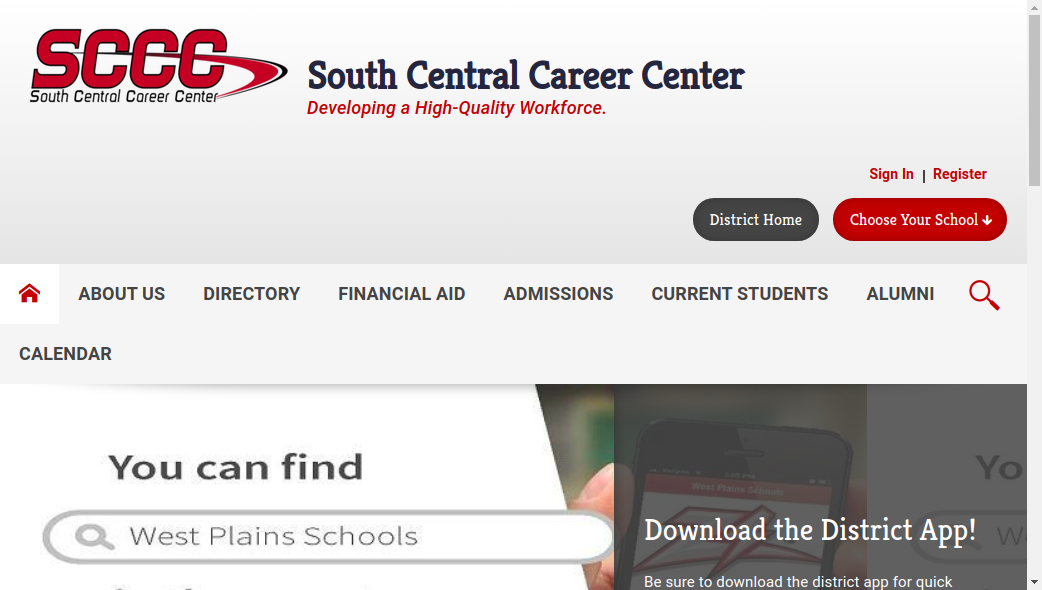 SCCC
South Central Career Center
South Central Career Center
Developing a High-Quality Workforce.
Sign In | Register
District Home
Choose Your School
ABOUT US
DIRECTORY
FINANCIAL AID
ADMISSIONS
CURRENT STUDENTS
ALUMNI
CALENDAR
You can find
West Plains Schools
West Plains Schools
Download the District App!
Be sure to download the district app for quick
Yo
W